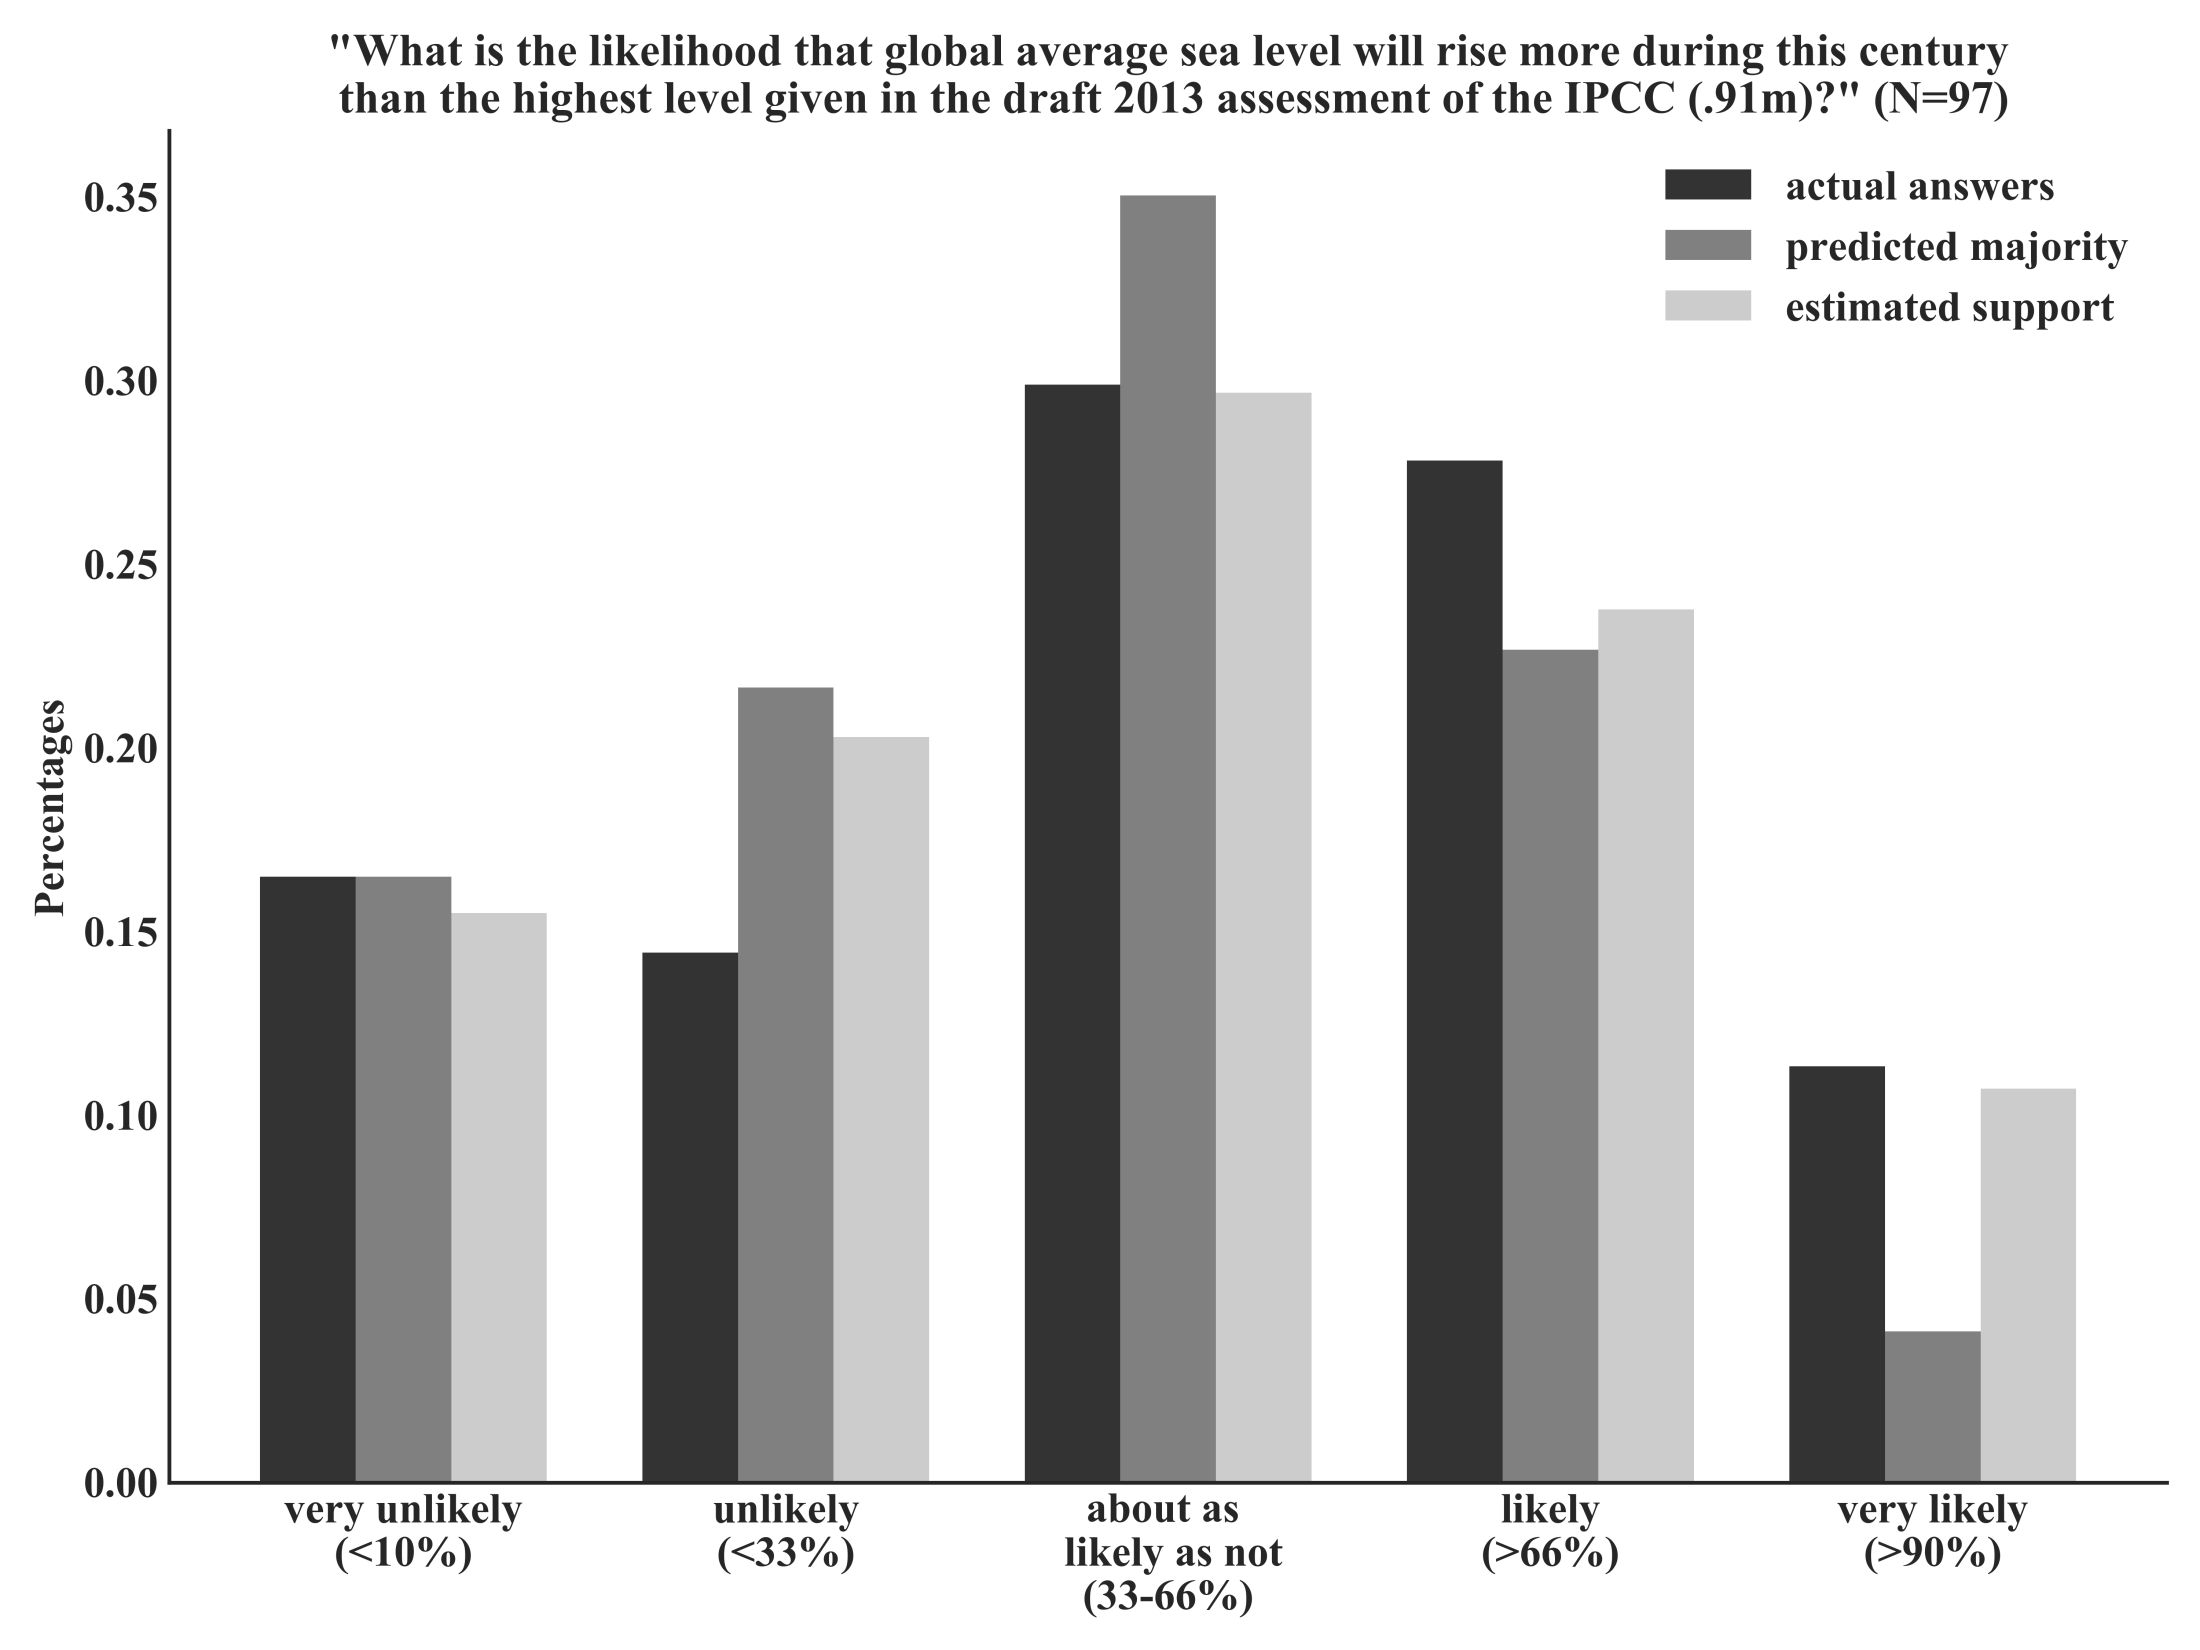 "What is the likelihood that global average sea level will rise more during this century
than the highest level given in the draft 2013 assessment of the IPCC (.91m)?" (N=97)
actual answers
predicted majority
estimated support
Percentages
0.35
0.30
0.25
0.20
0.15
0.10
0.05
0.00
very unlikely
(<10%)
unlikely
(<33%)
about as
likely as not
(33-66%)
likely
(>66%)
very likely
(>90%)